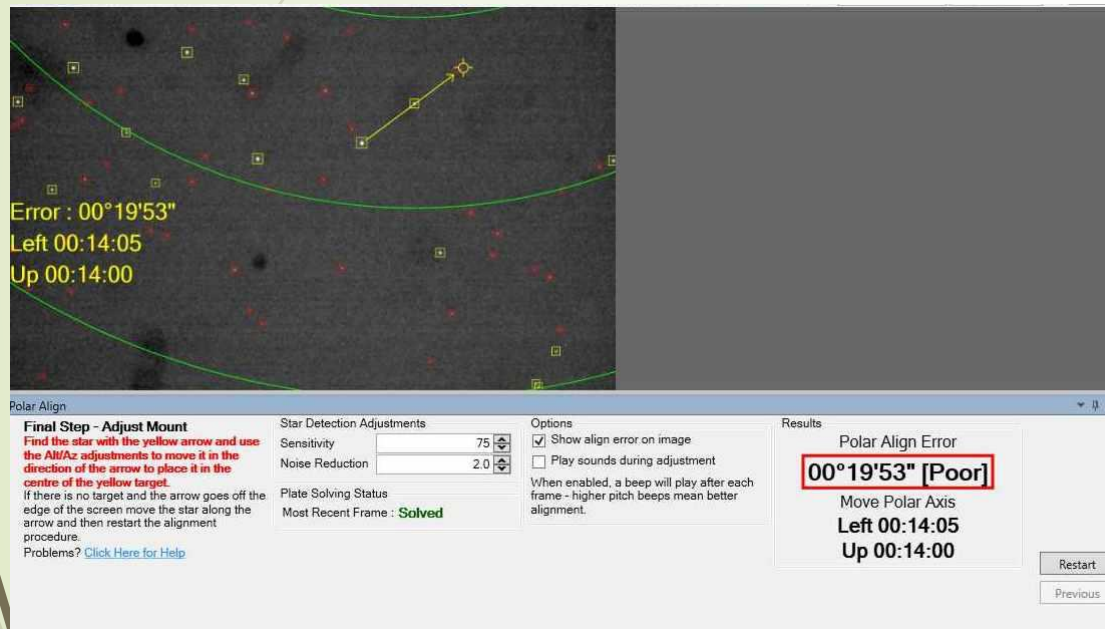 Error : 00°19'53"
Left 00:14:05
Up 00:14:00
Polar Align
Final Step - Adjust Mount
Find the star with the yellow arrow and use
the Alt/Az adjustments to move it in the
direction of the arrow to place it in the
centre of the yellow target.
If there is no target and the arrow goes off the
edge of the screen move the star along the
arrow and then restart the alignment
procedure.
Problems? Click Here for Help
Star Detection Adjustments
Sensitivity 75
Noise Reduction 2.0
Plate Solving Status
Most Recent Frame : Solved
Options
Show align error on image
Play sounds during adjustment
When enabled, a beep will play after each
frame - higher pitch beeps mean better
alignment.
Results
Polar Align Error
00°19'53" [Poor]
Move Polar Axis
Left 00:14:05
Up 00:14:00
Restart
Previous